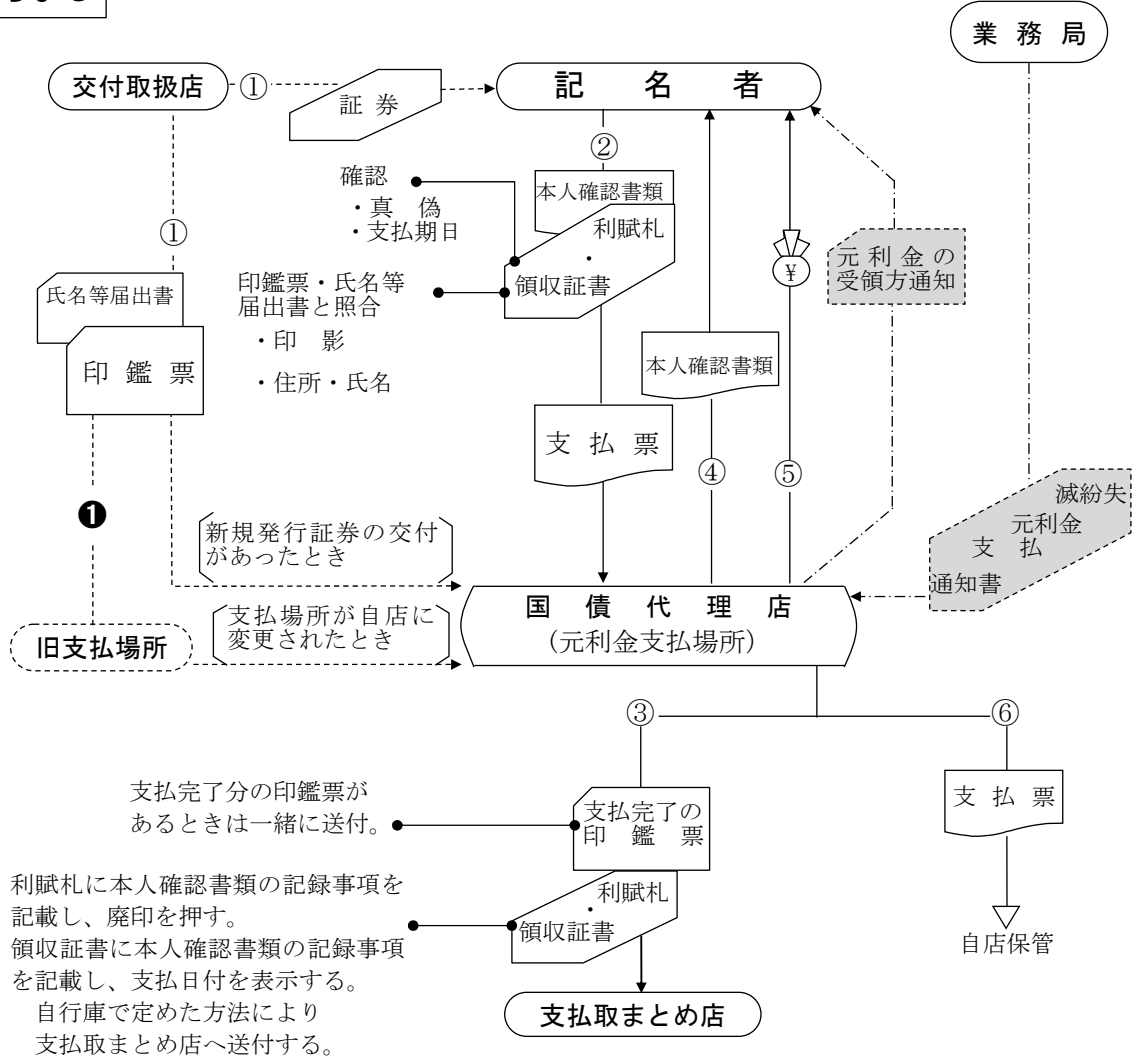 業務局
交付取扱店
①
証券
記名者
②
確認
・真偽
・支払期日
本人確認書類
利賦札
・
領収証書
①
氏名等届出書
印鑑票
印鑑票・氏名等
届出書と照合
・印影
・住所・氏名
元利金の
受領方通知
¥
本人確認書類
支払票
④
⑤
滅紛失
元利金
支払
通知書
❶
新規発行証券の交付
があったとき
国債代理店
(元利金支払場所)
支払場所が自店に
変更されたとき
旧支払場所
③
⑥
支払完了分の印鑑票が
あるときは一緒に送付。
支払完了の
印鑑票
支払票
利賦札に本人確認書類の記録事項を
記載し、廃印を押す。
領収証書に本人確認書類の記録事項
を記載し、支払日付を表示する。
自行庫で定めた方法により
支払取まとめ店へ送付する。
利賦札
・
領収証書
自店保管
支払取まとめ店